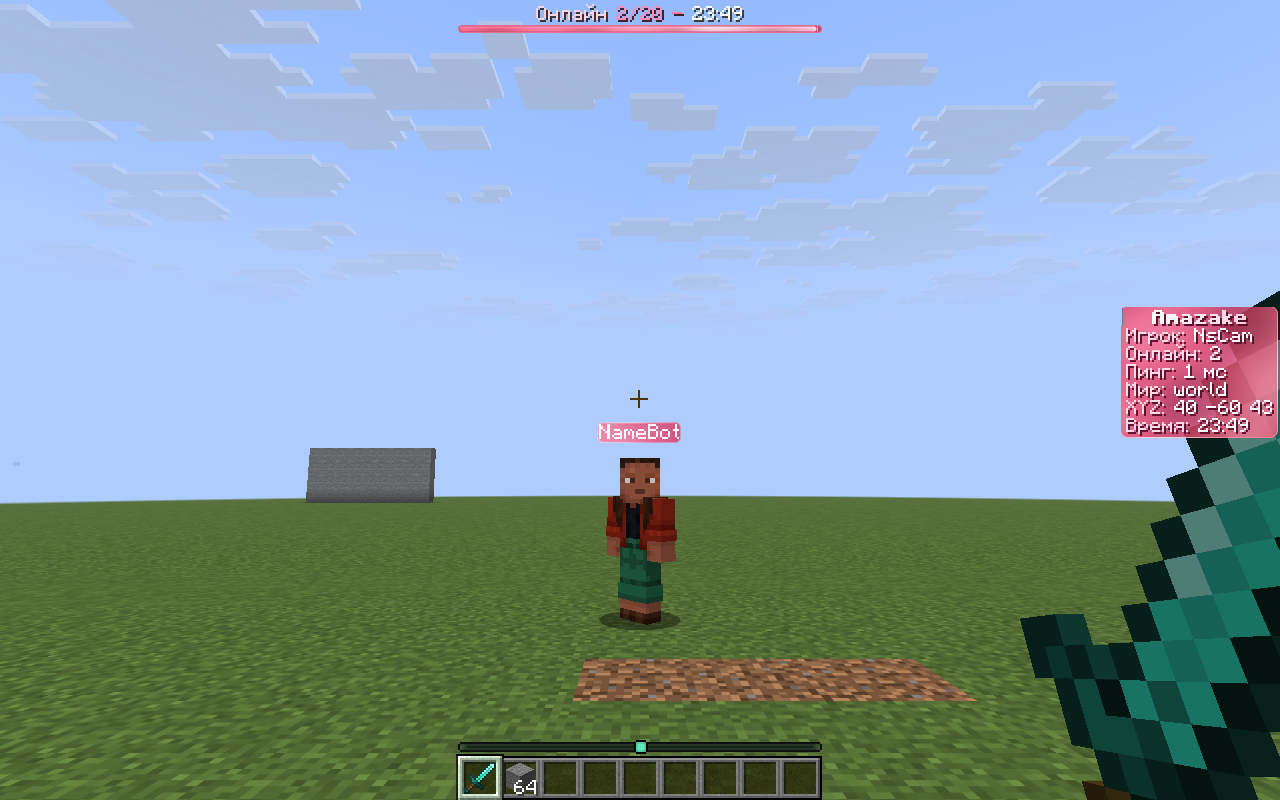 Онлайн 2/20 - 23:49
Amazake
Игрок: NsCam
Онлайн: 2
Пинг: 1 мс
Мир: world
XYZ: 40 -60 43
Время: 23:49
NameBot
64